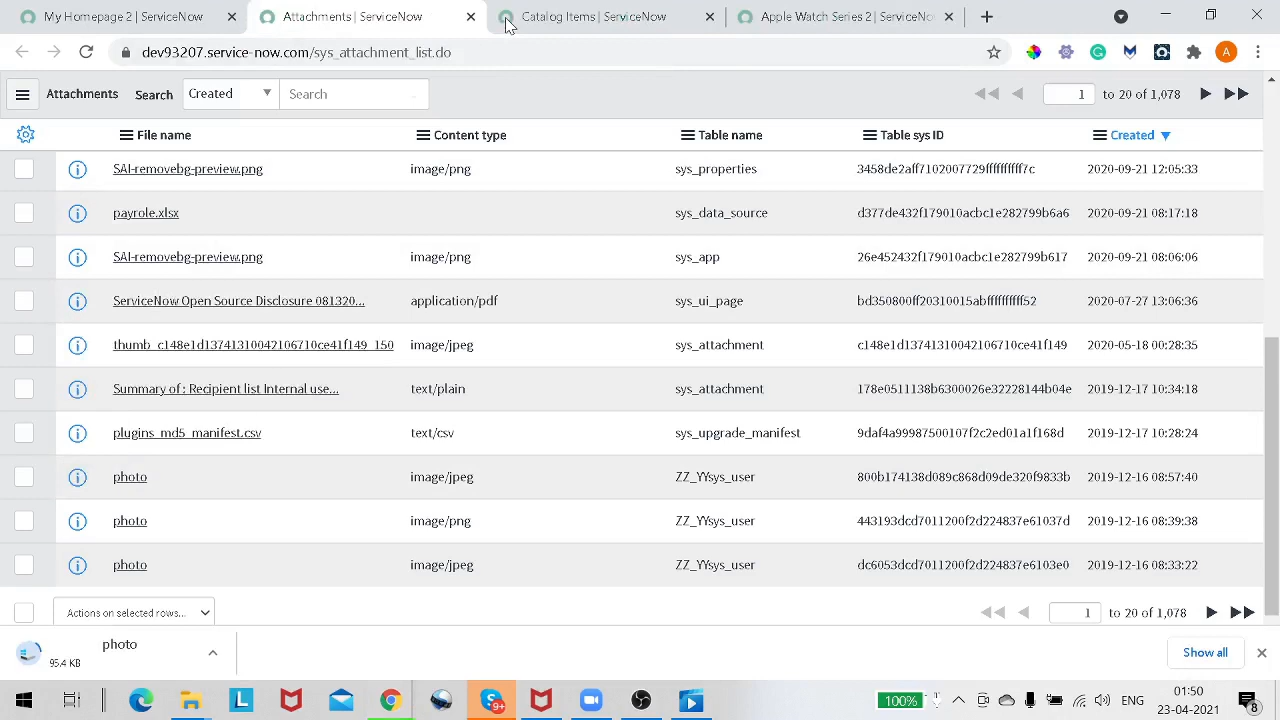 My Homepage 2 | ServiceNow
Attachments | ServiceNow
Catalog Items | ServiceNow
Apple Watch Series 2 | ServiceNo
dev93207.service-now.com/sys_attachment_list.do
A
Attachments Search Created Search 1 to 20 of 1,078
File name Content type Table name Table sys ID Created
SAI-removebg-preview.png image/png sys_properties 3458de2aff7102007729ffffffffff7c 2020-09-21 12:05:33
payrole.xlsx sys_data_source d377de432f179010acbc1e282799b6a6 2020-09-21 08:17:18
SAI-removebg-preview.png image/png sys_app 26e452432f179010acbc1e282799b617 2020-09-21 08:06:06
ServiceNow Open Source Disclosure 081320... application/pdf sys_ui_page bd350800ff20310015abffffffffff52 2020-07-27 13:06:36
thumb_c148e1d13741310042106710ce41f149_150 image/jpeg sys_attachment c148e1d13741310042106710ce41f149 2020-05-18 00:28:35
Summary of : Recipient list Internal use... text/plain sys_attachment 178e0511138b6300026e32228144b04e 2019-12-17 10:34:18
plugins_md5_manifest.csv text/csv sys_upgrade_manifest 9daf4a99987500107f2c2ed01a1f168d 2019-12-17 10:28:24
photo image/jpeg ZZ_YYsys_user 800b174138d089c868d09de320f9833b 2019-12-16 08:57:40
photo image/png ZZ_YYsys_user 443193dcd7011200f2d224837e61037d 2019-12-16 08:39:38
photo image/jpeg ZZ_YYsys_user dc6053dcd7011200f2d224837e6103e0 2019-12-16 08:33:22
Actions on selected rows... 1 to 20 of 1,078
photo
95.4 KB
Show all
L
9+
100%
ENG
01:50
23-04-2021
8